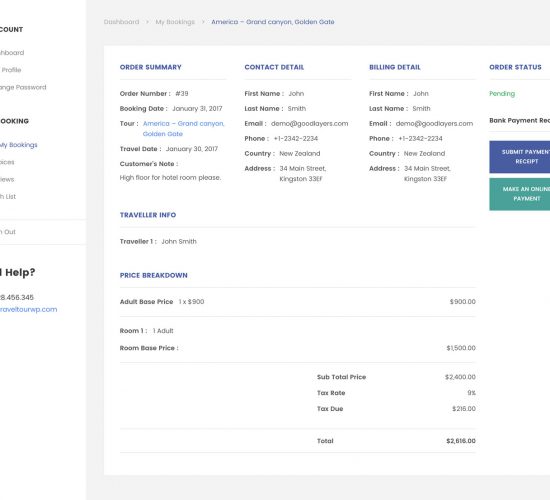 Dashboard > My Bookings > America – Grand canyon, Golden Gate
COUNT
hboard
Profile
ange Password
OOKING
My Bookings
oices
iews
h List
n Out
d Help?
8.456.345
raveltourwp.com
ORDER SUMMARY
Order Number : #39
Booking Date : January 31, 2017
Tour : America – Grand canyon,
Golden Gate
Travel Date : January 30, 2017
Customer's Note :
High floor for hotel room please.
CONTACT DETAIL
First Name : John
Last Name : Smith
Email : demo@goodlayers.com
Phone : +1-2342-2234
Country : New Zealand
Address : 34 Main Street,
Kingston 33EF
BILLING DETAIL
First Name : John
Last Name : Smith
Email : demo@goodlayers.com
Phone : +1-2342-2234
Country : New Zealand
Address : 34 Main Street,
Kingston 33EF
ORDER STATUS
Pending
Bank Payment Rec
SUBMIT PAYMENT
RECEIPT
MAKE AN ONLINE
PAYMENT
TRAVELLER INFO
Traveller 1 : John Smith
PRICE BREAKDOWN
Adult Base Price 1 x $900 $900.00
Room 1 : 1 Adult
Room Base Price : $1,500.00
Sub Total Price $2,400.00
Tax Rate 9%
Tax Due $216.00
Total $2,616.00